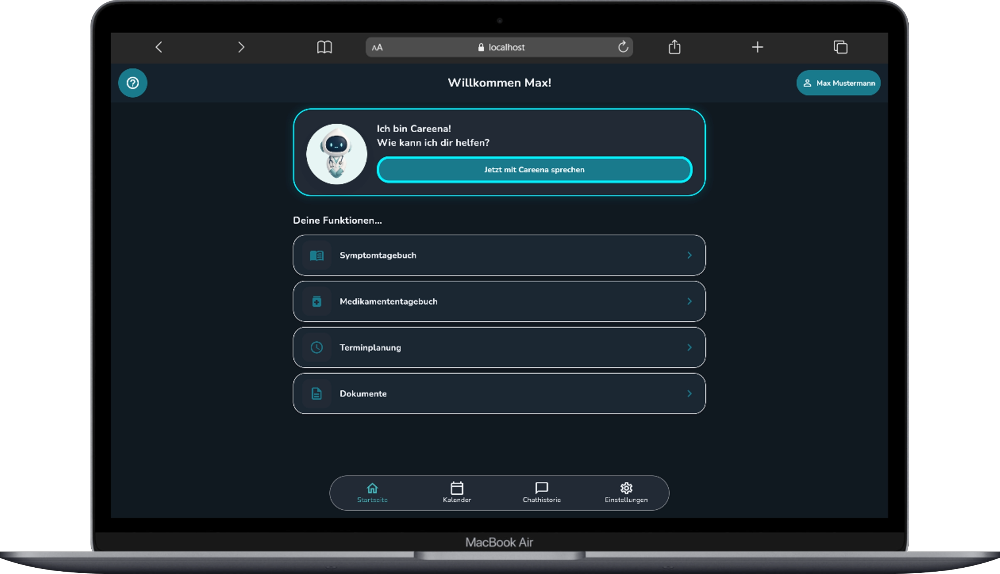 AA
localhost
Willkommen Max!
Max Mustermann
Ich bin Careena!
Wie kann ich dir helfen?
Jetzt mit Careena sprechen
Deine Funktionen...
Symptomtagebuch
Medikamententagebuch
Terminplanung
Dokumente
Startseite
Kalender
Chathistorie
Einstellungen
MacBook Air